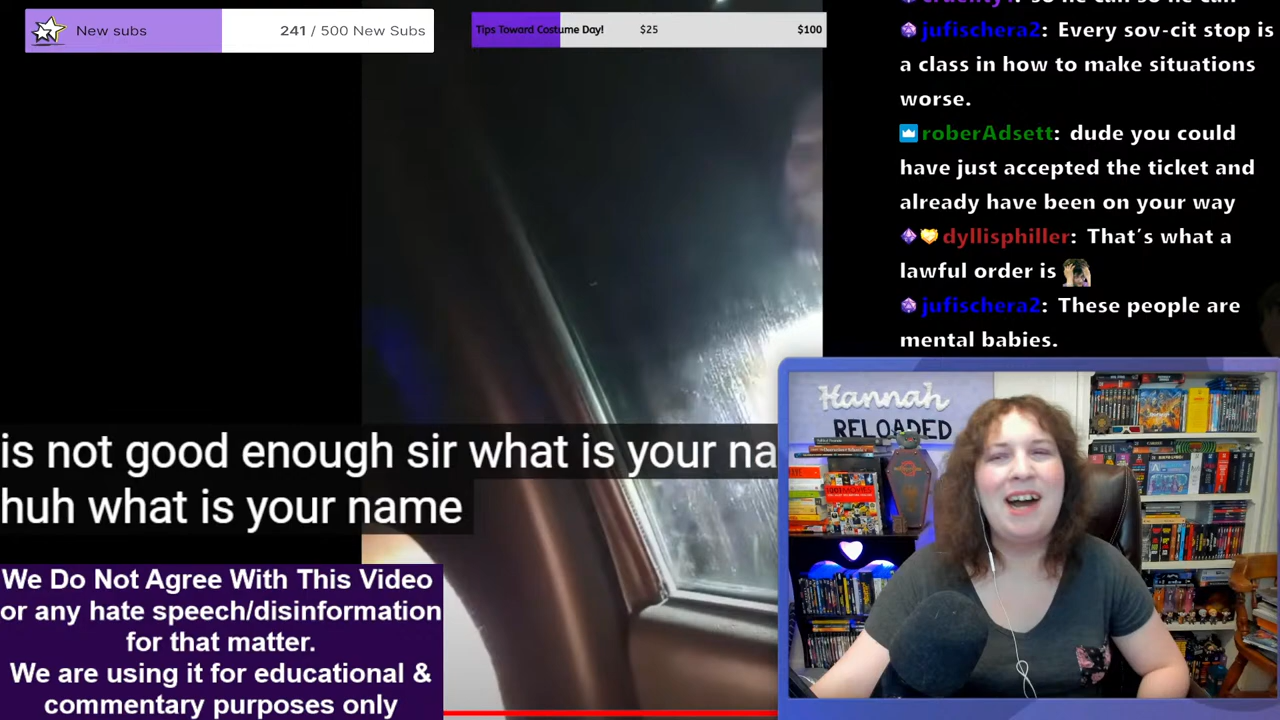 New subs
241 / 500 New Subs
Tips Toward Costume Day!
$25
$100
jufischera2: Every sov-cit stop is
a class in how to make situations
worse.
roberAdsett: dude you could
have just accepted the ticket and
already have been on your way
dyllisphiller: That's what a
lawful order is
jufischera2: These people are
mental babies.
is not good enough sir what is your na
huh what is your name
Hannah
RELOADED
We Do Not Agree With This Video
or any hate speech/disinformation
for that matter.
We are using it for educational &
commentary purposes only